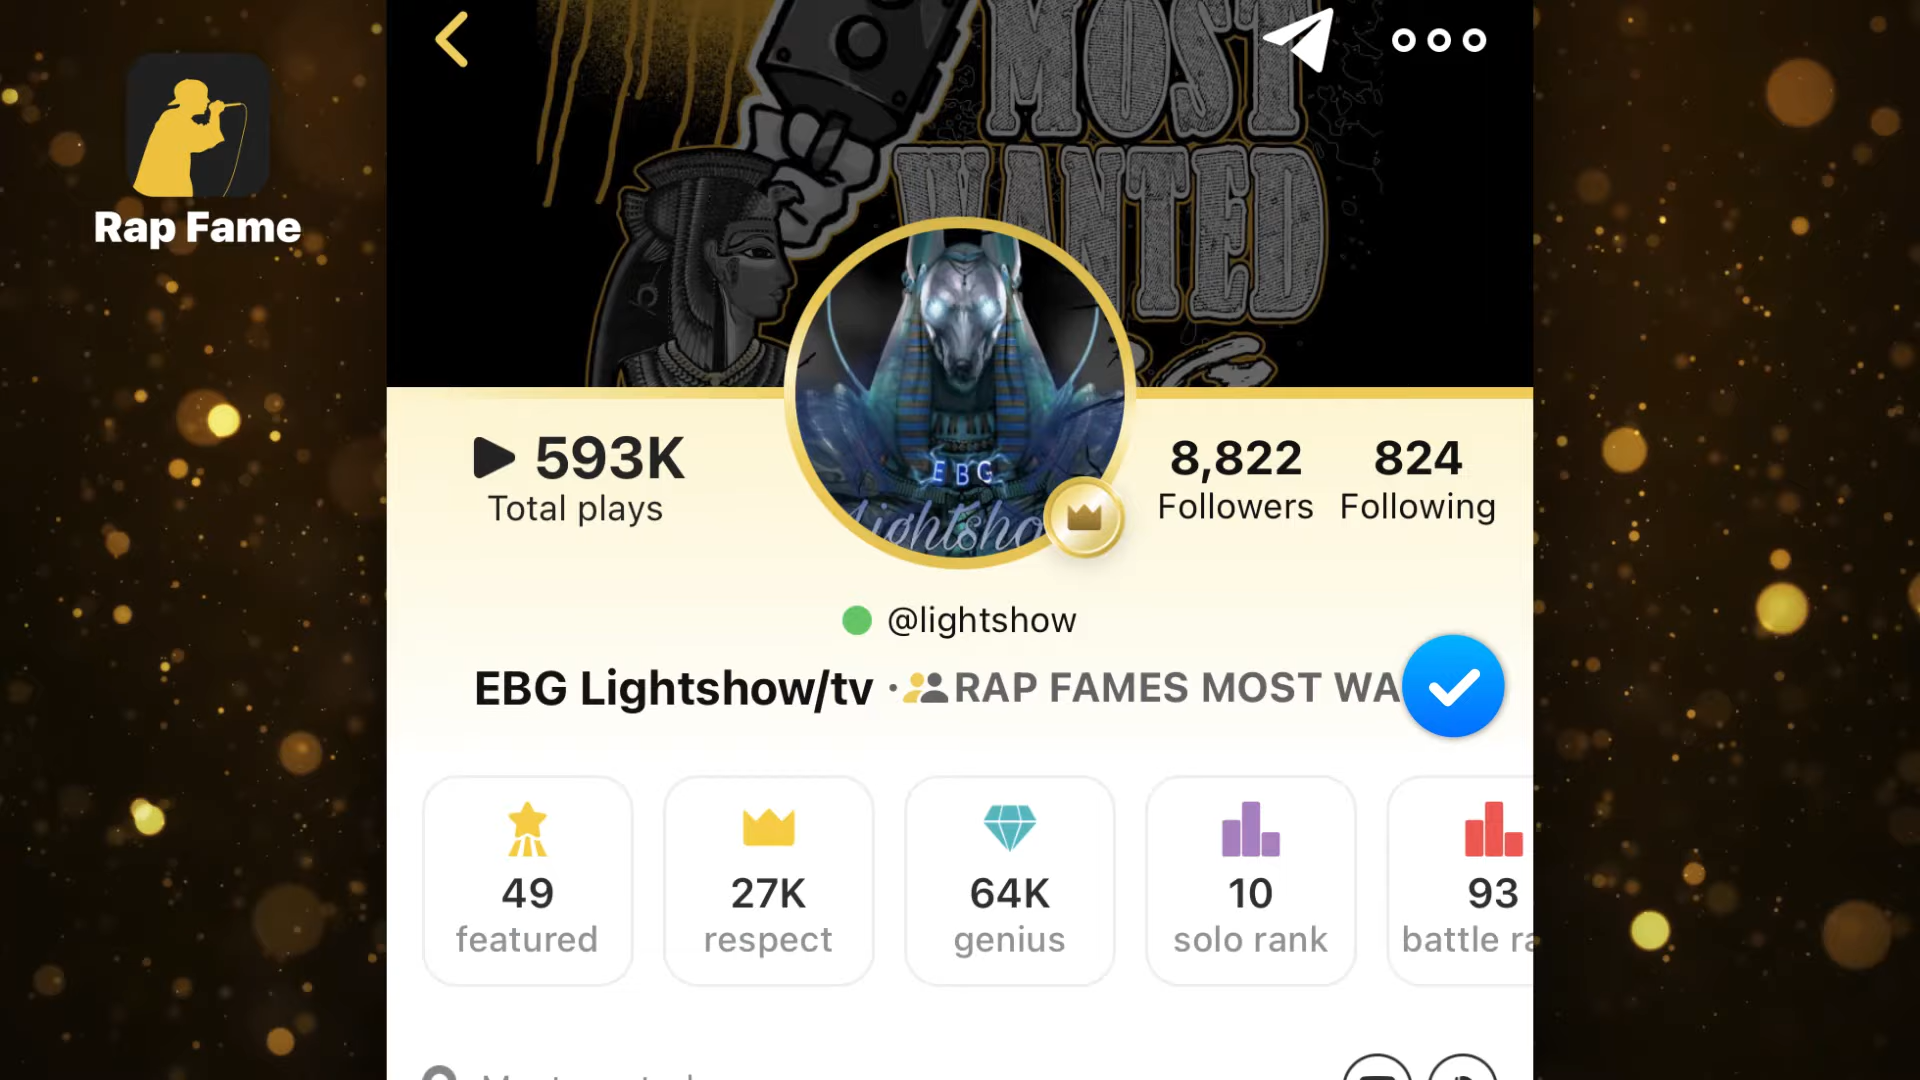 MOST
WANTED
Rap Fame
EBG
Lightsho
593K
Total plays
8,822
Followers
824
Following
@lightshow
EBG Lightshow/tv · RAP FAMES MOST WA
49
featured
27K
respect
64K
genius
10
solo rank
93
battle ra